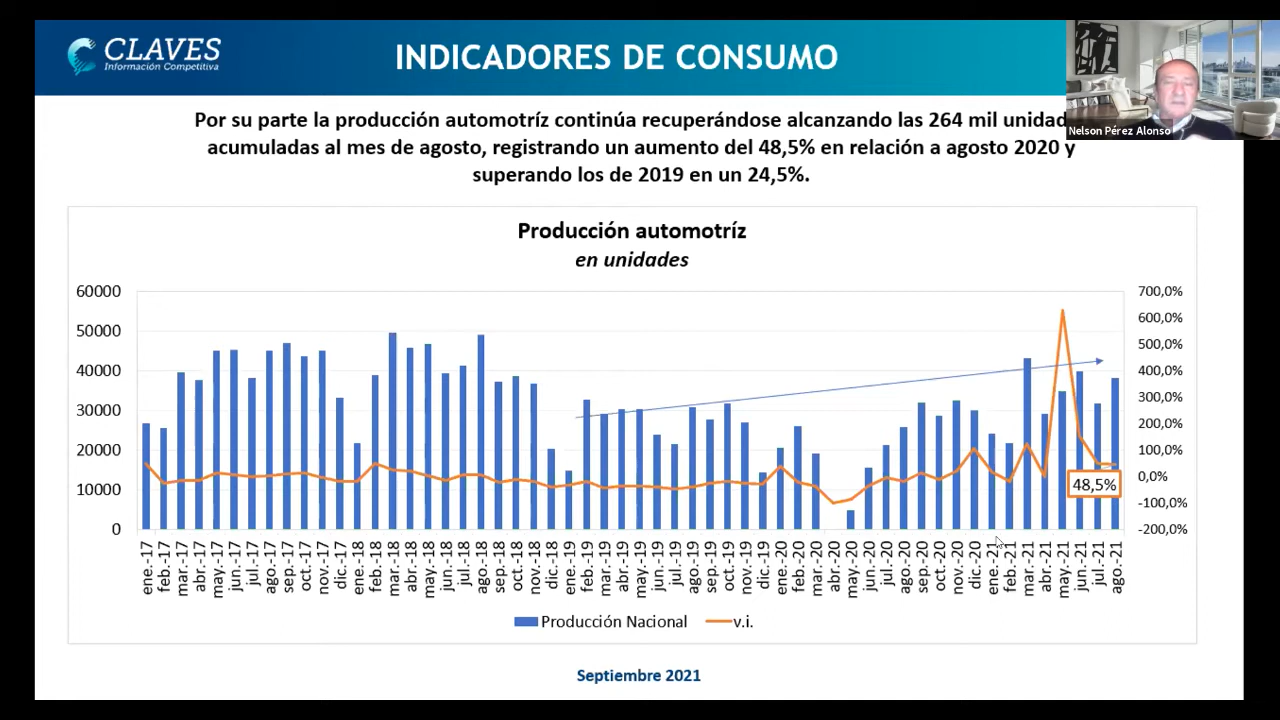 CLAVES
Información Competitiva
INDICADORES DE CONSUMO
Nelson Pérez Alonso
Por su parte la producción automotríz continúa recuperándose alcanzando las 264 mil unidad
acumuladas al mes de agosto, registrando un aumento del 48,5% en relación a agosto 2020 y
superando los de 2019 en un 24,5%.
Producción automotríz
en unidades
60000
50000
40000
30000
20000
10000
0
700,0%
600,0%
500,0%
400,0%
300,0%
200,0%
100,0%
0,0%
-100,0%
-200,0%
48,5%
ene.-17
feb.-17
mar.-17
abr.-17
may.-17
jun.-17
jul.-17
ago.-17
sep.-17
oct.-17
nov.-17
dic.-17
ene.-18
feb.-18
mar.-18
abr.-18
may.-18
jun.-18
jul.-18
ago.-18
sep.-18
oct.-18
nov.-18
dic.-18
ene.-19
feb.-19
mar.-19
abr.-19
may.-19
jun.-19
jul.-19
ago.-19
sep.-19
oct.-19
nov.-19
dic.-19
ene.-20
feb.-20
mar.-20
abr.-20
may.-20
jun.-20
jul.-20
ago.-20
sep.-20
oct.-20
nov.-20
dic.-20
ene.-21
feb.-21
mar.-21
abr.-21
may.-21
jun.-21
jul.-21
ago.-21
Producción Nacional
v.i.
Septiembre 2021